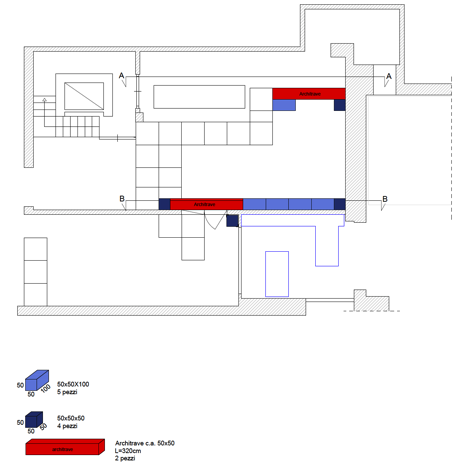 A
A
Architrave
B
Architrave
B
50
50
100
50x50X100
5 pezzi
50
50
50
50x50x50
4 pezzi
architrave
Architrave c.a. 50x50
L=320cm
2 pezzi